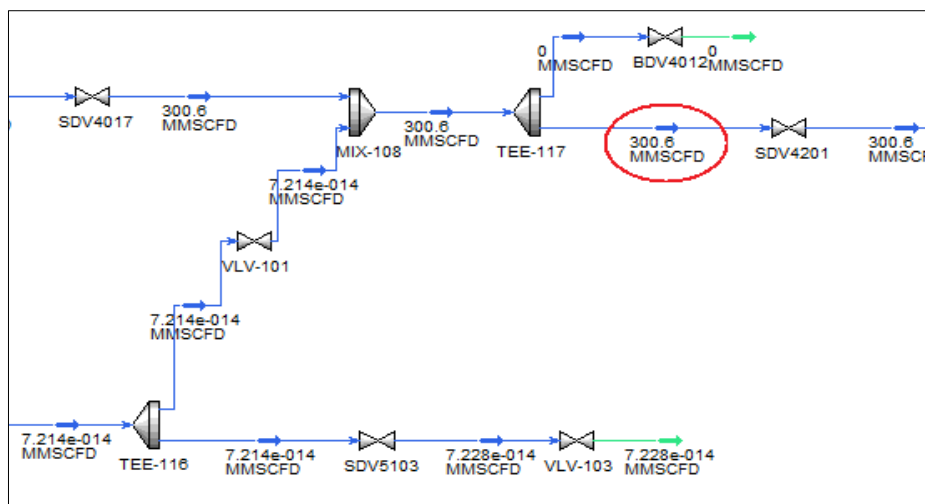 0
MMSCFD
BDV4012
0
MMSCFD
SDV4017
300.6
MMSCFD
MIX-108
300.6
MMSCFD
TEE-117
300.6
MMSCFD
SDV4201
300.6
MMSCF
7.214e-014
MMSCFD
VLV-101
7.214e-014
MMSCFD
7.214e-014
MMSCFD
TEE-116
7.214e-014
MMSCFD
SDV5103
7.228e-014
MMSCFD
VLV-103
7.228e-014
MMSCFD